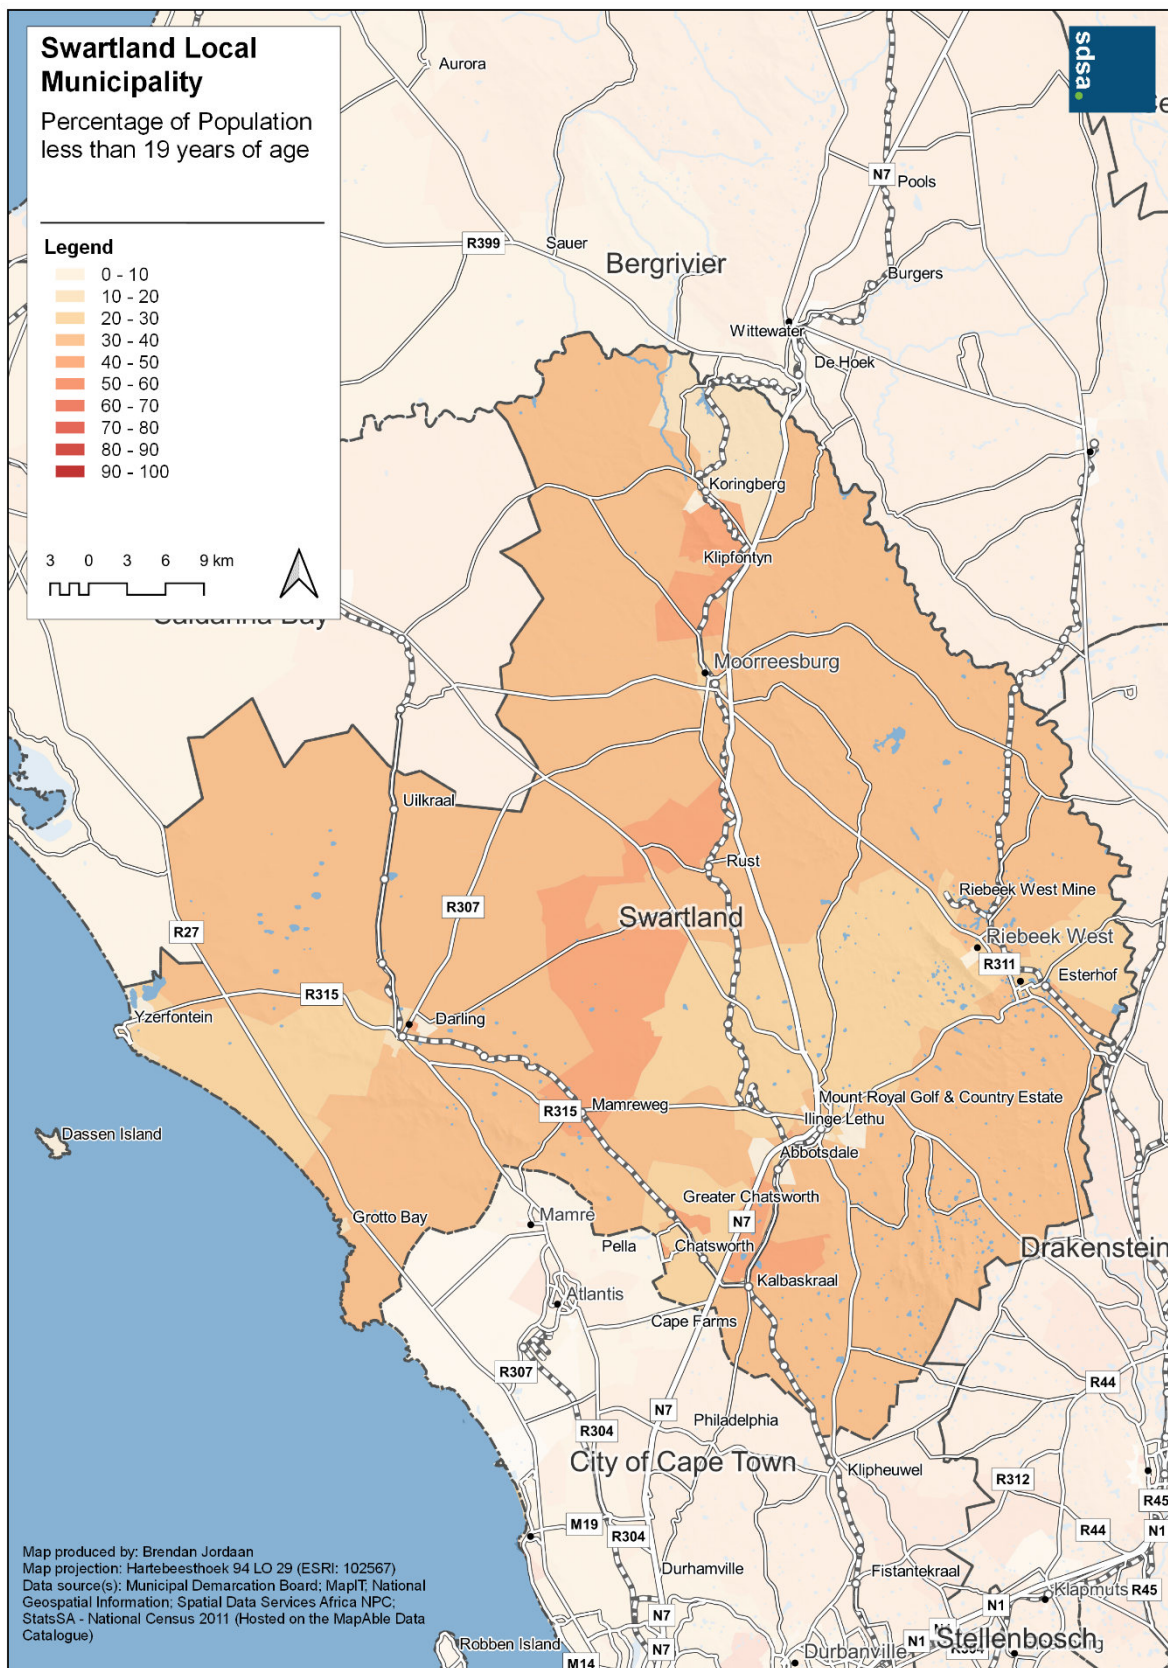 Swartland Local
Municipality
Percentage of Population
less than 19 years of age
Legend
0 - 10
10 - 20
20 - 30
30 - 40
40 - 50
50 - 60
60 - 70
70 - 80
80 - 90
90 - 100
3 0 3 6 9 km
sdsa.
Aurora
N7
Pools
R399
Sauer
Bergrivier
Burgers
Wittewater
De Hoek
Koringberg
Klipfontyn
Saldanha Bay
Moorreesburg
Uilkraal
Rust
R307
Riebeek West Mine
Swartland
R27
Riebeek West
R311
Esterhof
R315
Yzerfontein
Darling
Mount Royal Golf & Country Estate
R315
Mamreweg
Ilinge Lethu
Dassen Island
Abbotsdale
Greater Chatsworth
Grotto Bay
Mamre
N7
Pella
Chatsworth
Drakenstein
Kalbaskraal
Atlantis
Cape Farms
R307
R44
N7
Philadelphia
R304
City of Cape Town
Klipheuwel
R312
R45
M19
R304
R44
N1
Durhamville
Fistantekraal
Klapmuts
R45
N7
N1
Robben Island
N7
N1
Stellenbosch
Durbanville
M14
Map produced by: Brendan Jordaan
Map projection: Hartebeesthoek 94 LO 29 (ESRI: 102567)
Data source(s): Municipal Demarcation Board; MapIT; National
Geospatial Information; Spatial Data Services Africa NPC;
StatsSA - National Census 2011 (Hosted on the MapAble Data
Catalogue)